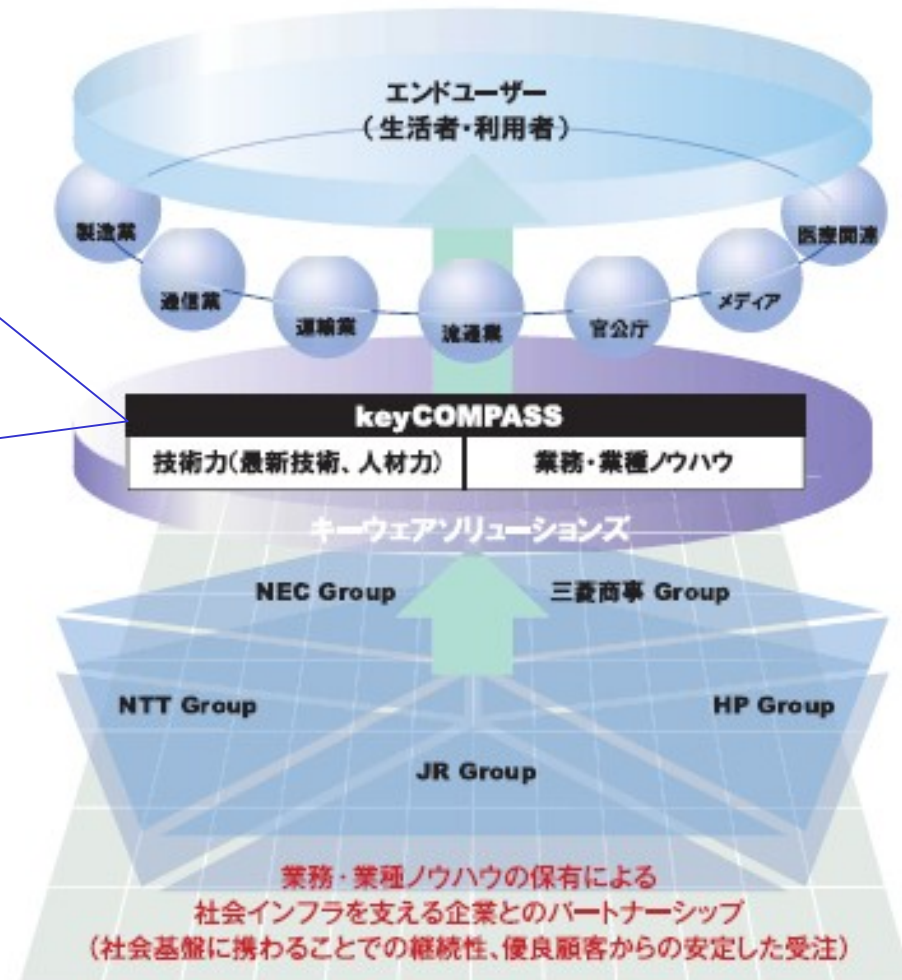 エンドユーザー
（生活者・利用者）
製造業
医療関連
通信業
メディア
運輸業
流通業
官公庁
keyCOMPASS
技術力(最新技術、人材力)
業務・業種ノウハウ
キーウェアソリューションズ
NEC Group
三菱商事 Group
NTT Group
HP Group
JR Group
業務・業種ノウハウの保有による
社会インフラを支える企業とのパートナーシップ
（社会基盤に携わることでの継続性、優良顧客からの安定した受注）